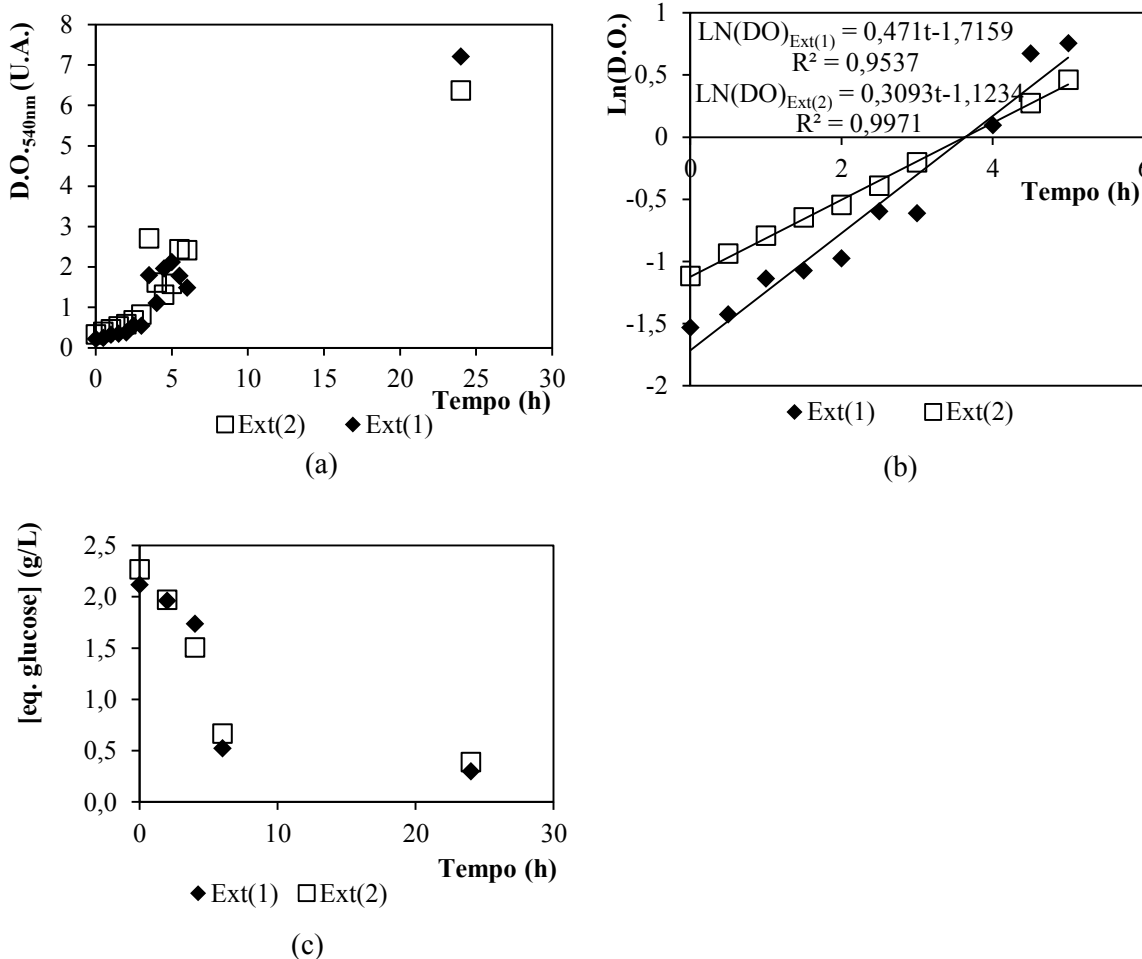 D.O.540nm (U.A.)
8
7
6
5
4
3
2
1
0
0 5 10 15 20 25 30
Tempo (h)
Ext(2) Ext(1)
(a)
Ln(D.O.)
1
0,5
0
-0,5
-1
-1,5
-2
LN(DO)Ext(1) = 0,471t-1,7159
R² = 0,9537
LN(DO)Ext(2) = 0,3093t-1,1234
R² = 0,9971
0 2 4 6
Tempo (h)
Ext(1) Ext(2)
(b)
[eq. glucose] (g/L)
2,5
2,0
1,5
1,0
0,5
0,0
0 10 20 30
Tempo (h)
Ext(1) Ext(2)
(c)